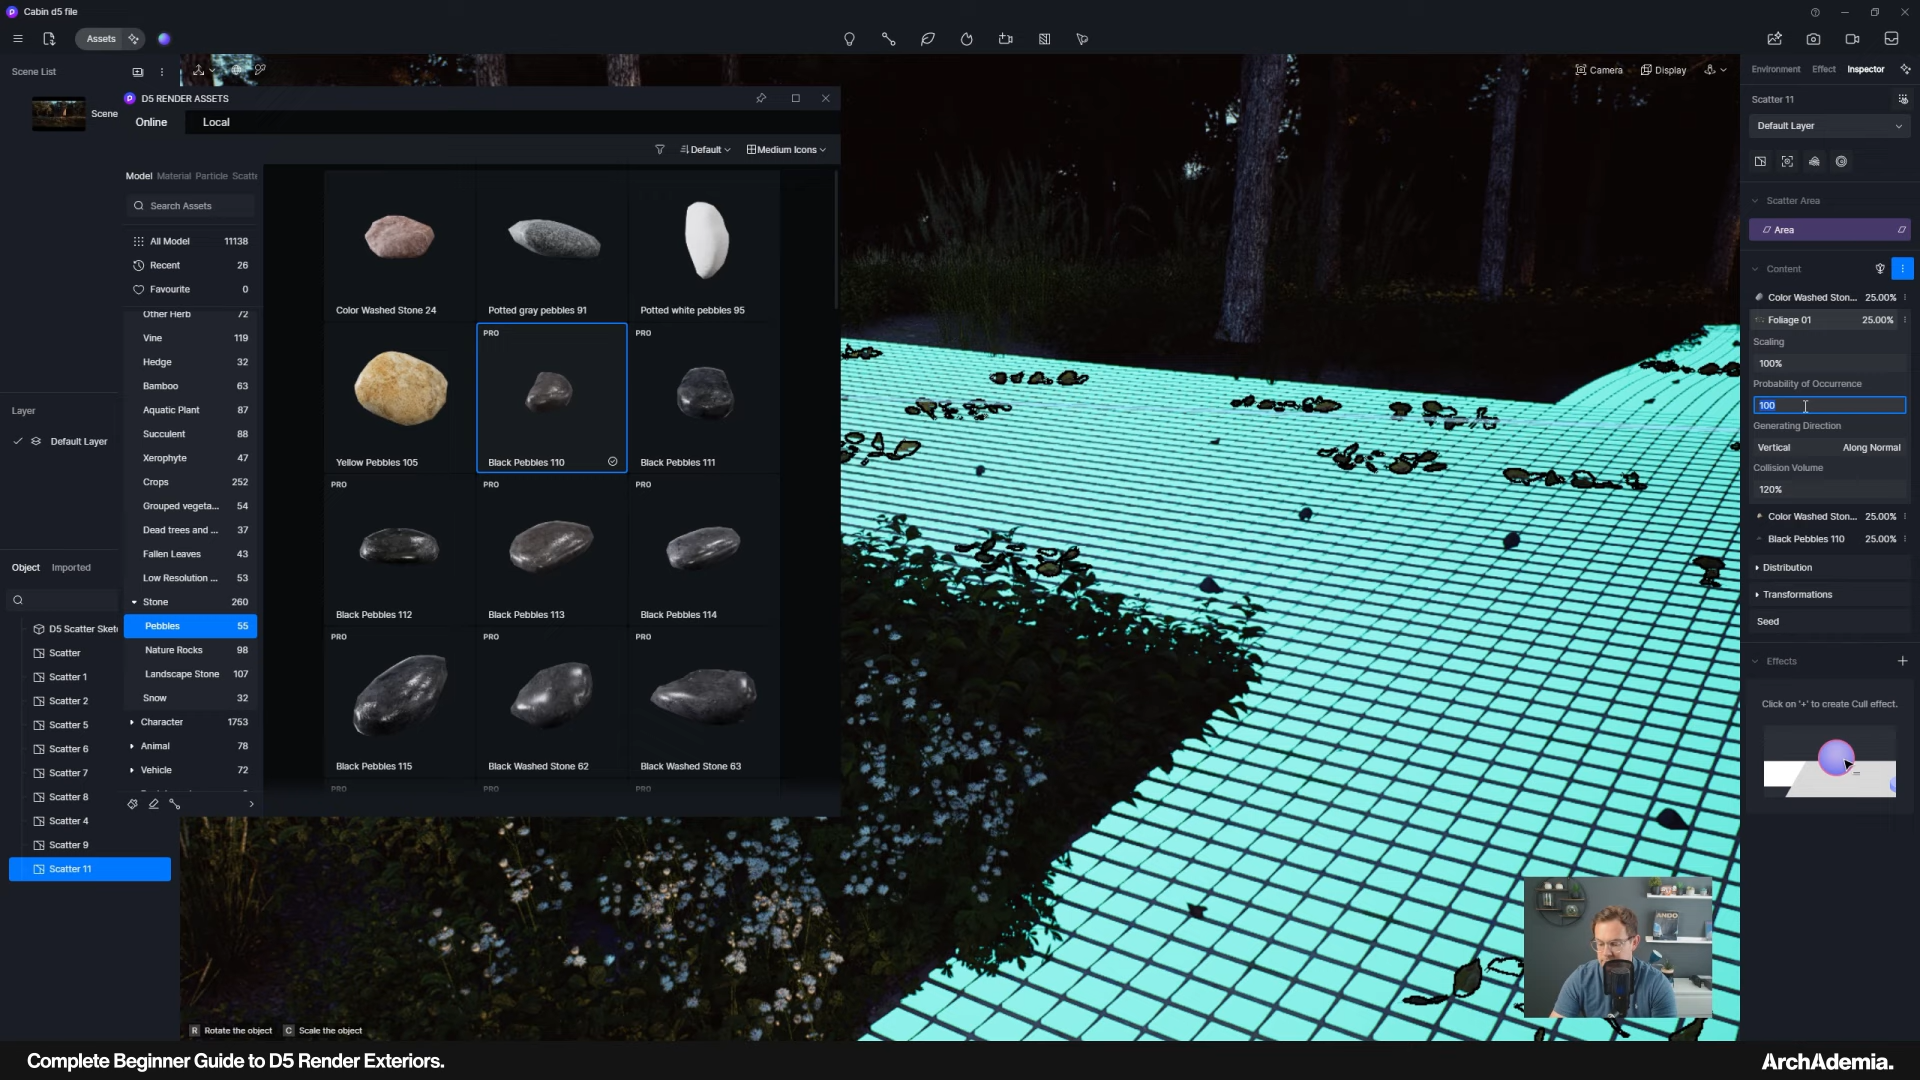 Cabin d5 file
Assets
Scene List
Scene
Camera
Display
Environment
Effect
Inspector
D5 RENDER ASSETS
Online
Local
Default
Medium Icons
Model
Material
Particle
Scatte
Search Assets
All Model 11138
Recent 26
Favourite 0
Other Herb 72
Vine 119
Hedge 32
Bamboo 63
Aquatic Plant 87
Succulent 88
Xerophyte 47
Crops 252
Grouped vegeta... 54
Dead trees and ... 37
Fallen Leaves 43
Low Resolution ... 53
Stone 260
Pebbles 55
Nature Rocks 98
Landscape Stone 107
Snow 32
Character 1753
Animal 78
Vehicle 72
Color Washed Stone 24
Potted gray pebbles 91
Potted white pebbles 95
PRO
PRO
Yellow Pebbles 105
Black Pebbles 110
Black Pebbles 111
PRO
PRO
PRO
Black Pebbles 112
Black Pebbles 113
Black Pebbles 114
PRO
PRO
PRO
Black Pebbles 115
Black Washed Stone 62
Black Washed Stone 63
PRO
PRO
PRO
Layer
Default Layer
Object
Imported
D5 Scatter Sket
Scatter
Scatter 1
Scatter 2
Scatter 5
Scatter 6
Scatter 7
Scatter 8
Scatter 4
Scatter 9
Scatter 11
R Rotate the object
C Scale the object
Scatter 11
Default Layer
Scatter Area
Area
Content
Color Washed Ston... 25.00%
Foliage 01 25.00%
Scaling
100%
Probability of Occurrence
100
Generating Direction
Vertical
Along Normal
Collision Volume
120%
Color Washed Ston... 25.00%
Black Pebbles 110 25.00%
Distribution
Transformations
Seed
Effects
Click on '+' to create Cull effect.
ANDO
Complete Beginner Guide to D5 Render Exteriors.
ArchAdemia.